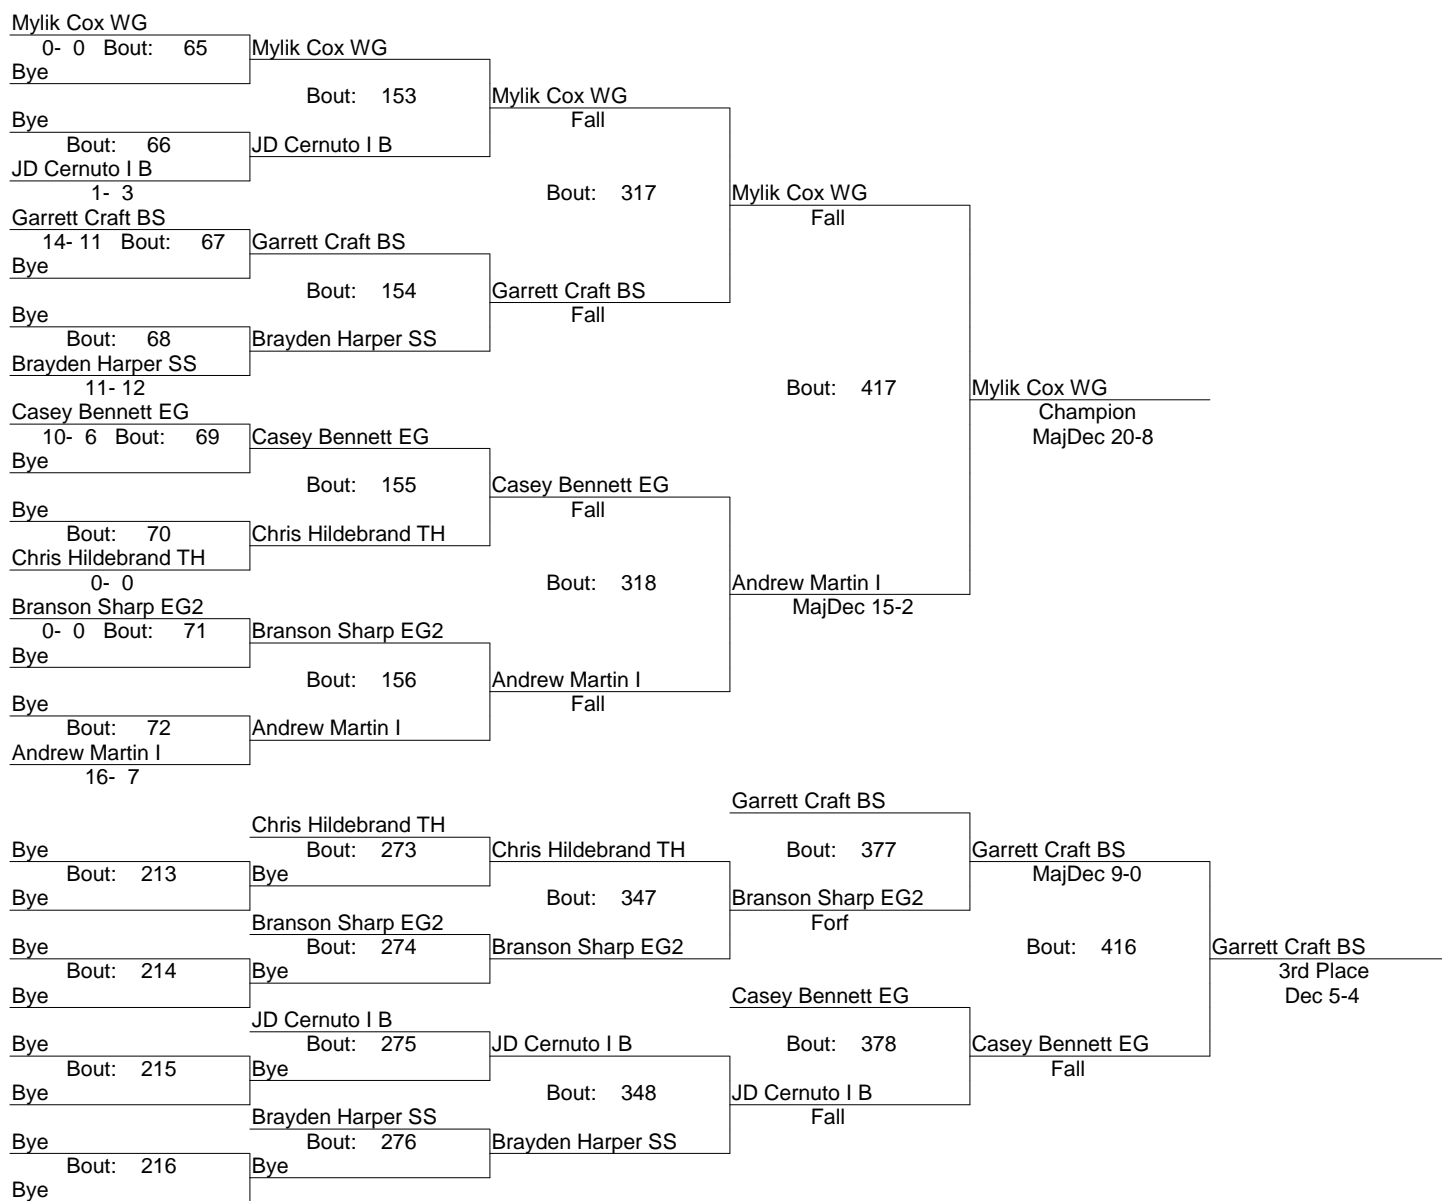 Mylik Cox WG
0- 0 Bout: 65 Mylik Cox WG
Bye
Bout: 153 Mylik Cox WG
Bye Fall
Bout: 66 JD Cernuto I B
JD Cernuto I B
1- 3 Bout: 317 Mylik Cox WG
Garrett Craft BS Fall
14- 11 Bout: 67 Garrett Craft BS
Bye
Bout: 154 Garrett Craft BS
Bye Fall
Bout: 68 Brayden Harper SS
Brayden Harper SS
11- 12 Bout: 417 Mylik Cox WG
Casey Bennett EG Champion
10- 6 Bout: 69 Casey Bennett EG MajDec 20-8
Bye
Bout: 155 Casey Bennett EG
Bye Fall
Bout: 70 Chris Hildebrand TH
Chris Hildebrand TH
0- 0 Bout: 318 Andrew Martin I
Branson Sharp EG2 MajDec 15-2
0- 0 Bout: 71 Branson Sharp EG2
Bye
Bout: 156 Andrew Martin I
Bye Fall
Bout: 72 Andrew Martin I
Andrew Martin I
16- 7
Garrett Craft BS
Chris Hildebrand TH
Bye Bout: 273 Chris Hildebrand TH Bout: 377 Garrett Craft BS
Bout: 213 Bye MajDec 9-0
Bye Bout: 347 Branson Sharp EG2
Branson Sharp EG2 Forf
Bye Bout: 274 Branson Sharp EG2 Bout: 416 Garrett Craft BS
Bout: 214 Bye 3rd Place
Bye Casey Bennett EG Dec 5-4
JD Cernuto I B
Bye Bout: 275 JD Cernuto I B Bout: 378 Casey Bennett EG
Bout: 215 Bye Fall
Bye Bout: 348 JD Cernuto I B
Brayden Harper SS Fall
Bye Bout: 276 Brayden Harper SS
Bout: 216 Bye
Bye